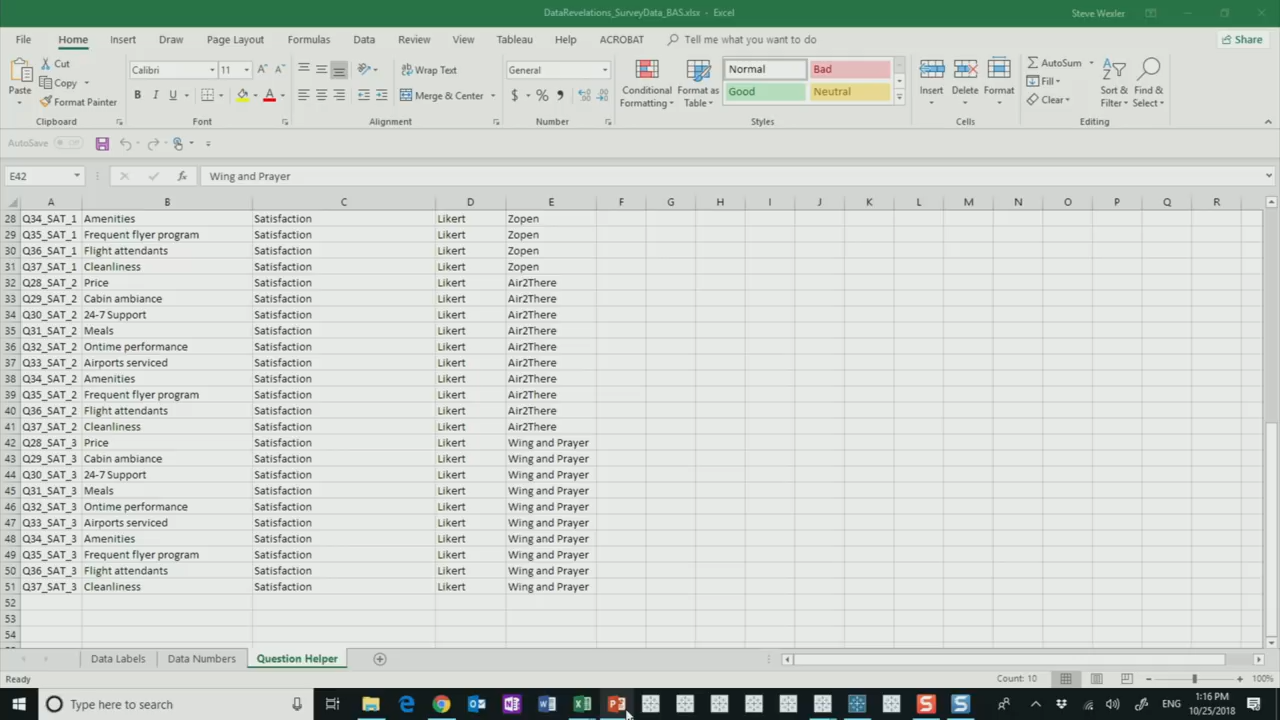 DataRevelations_SurveyData_BAS.xlsx - Excel Steve Wexler
File Home Insert Draw Page Layout Formulas Data Review View Tableau Help ACROBAT Tell me what you want to do Share
Paste Cut Copy Format Painter Calibri 11 B I U Wrap Text Merge & Center General $ % Conditional Formatting Format as Table Normal Bad Good Neutral Insert Delete Format AutoSum Fill Clear Sort & Filter Find & Select
Clipboard Font Alignment Number Styles Cells Editing
AutoSave Off
E42 fx Wing and Prayer
A B C D E F G H I J K L M N O P Q R
28 Q34_SAT_1 Amenities Satisfaction Likert Zopen
29 Q35_SAT_1 Frequent flyer program Satisfaction Likert Zopen
30 Q36_SAT_1 Flight attendants Satisfaction Likert Zopen
31 Q37_SAT_1 Cleanliness Satisfaction Likert Zopen
32 Q28_SAT_2 Price Satisfaction Likert Air2There
33 Q29_SAT_2 Cabin ambiance Satisfaction Likert Air2There
34 Q30_SAT_2 24-7 Support Satisfaction Likert Air2There
35 Q31_SAT_2 Meals Satisfaction Likert Air2There
36 Q32_SAT_2 Ontime performance Satisfaction Likert Air2There
37 Q33_SAT_2 Airports serviced Satisfaction Likert Air2There
38 Q34_SAT_2 Amenities Satisfaction Likert Air2There
39 Q35_SAT_2 Frequent flyer program Satisfaction Likert Air2There
40 Q36_SAT_2 Flight attendants Satisfaction Likert Air2There
41 Q37_SAT_2 Cleanliness Satisfaction Likert Air2There
42 Q28_SAT_3 Price Satisfaction Likert Wing and Prayer
43 Q29_SAT_3 Cabin ambiance Satisfaction Likert Wing and Prayer
44 Q30_SAT_3 24-7 Support Satisfaction Likert Wing and Prayer
45 Q31_SAT_3 Meals Satisfaction Likert Wing and Prayer
46 Q32_SAT_3 Ontime performance Satisfaction Likert Wing and Prayer
47 Q33_SAT_3 Airports serviced Satisfaction Likert Wing and Prayer
48 Q34_SAT_3 Amenities Satisfaction Likert Wing and Prayer
49 Q35_SAT_3 Frequent flyer program Satisfaction Likert Wing and Prayer
50 Q36_SAT_3 Flight attendants Satisfaction Likert Wing and Prayer
51 Q37_SAT_3 Cleanliness Satisfaction Likert Wing and Prayer
52
53
54
Data Labels Data Numbers Question Helper
Ready Count: 10 100%
Type here to search ENG 1:16 PM
10/25/2018